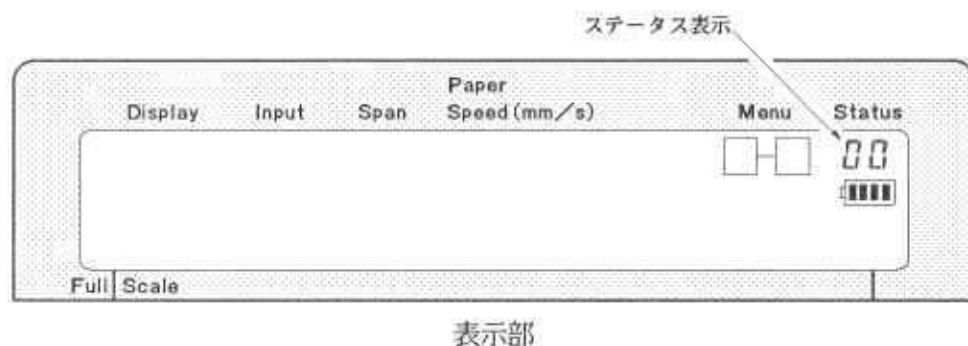 ステータス表示
Paper
Display Input Span Speed (mm/s) Menu Status
00
Full Scale
表示部